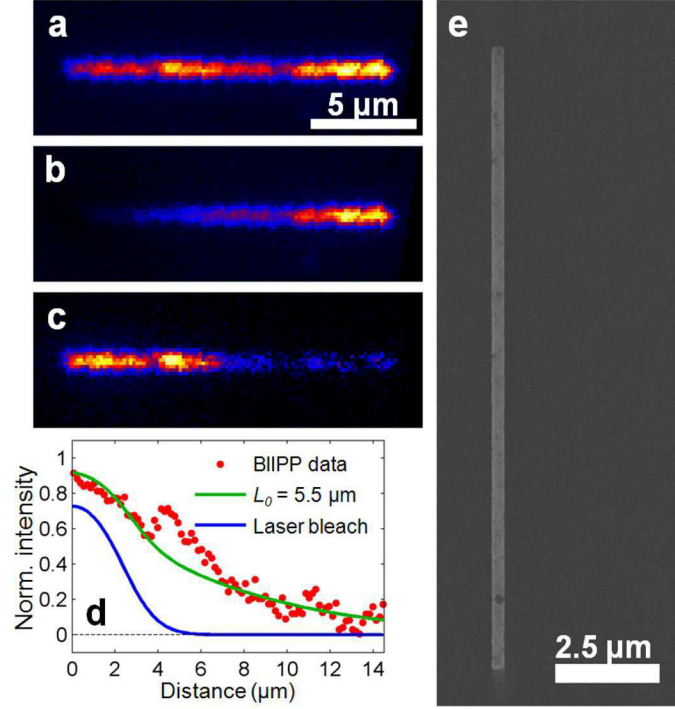 a
5 μm
b
c
d
Norm. intensity
1
0.8
0.6
0.4
0.2
0
BIIPP data
L0 = 5.5 μm
Laser bleach
0 2 4 6 8 10 12 14
Distance (μm)
e
2.5 μm